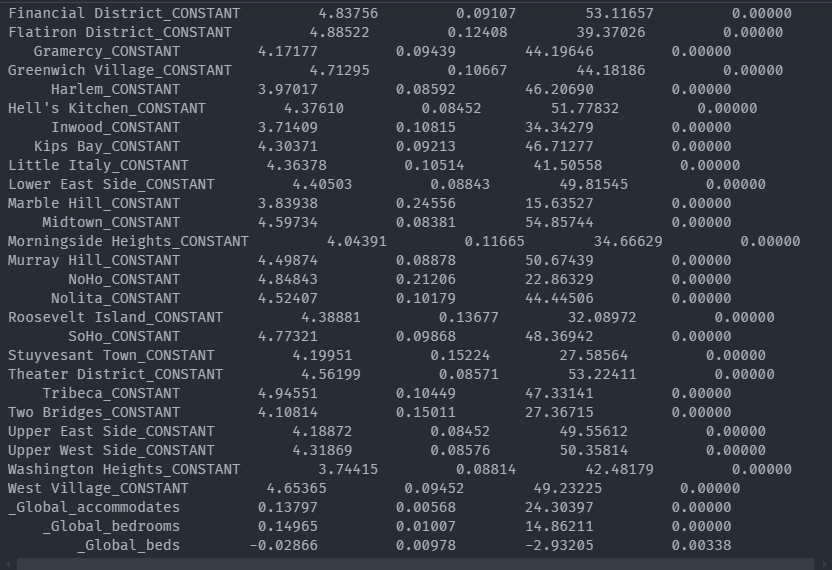 Financial District_CONSTANT 4.83756 0.09107 53.11657 0.00000
Flatiron District_CONSTANT 4.88522 0.12408 39.37026 0.00000
Gramercy_CONSTANT 4.17177 0.09439 44.19646 0.00000
Greenwich Village_CONSTANT 4.71295 0.10667 44.18186 0.00000
Harlem_CONSTANT 3.97017 0.08592 46.20690 0.00000
Hell's Kitchen_CONSTANT 4.37610 0.08452 51.77832 0.00000
Inwood_CONSTANT 3.71409 0.10815 34.34279 0.00000
Kips Bay_CONSTANT 4.30371 0.09213 46.71277 0.00000
Little Italy_CONSTANT 4.36378 0.10514 41.50558 0.00000
Lower East Side_CONSTANT 4.40503 0.08843 49.81545 0.00000
Marble Hill_CONSTANT 3.83938 0.24556 15.63527 0.00000
Midtown_CONSTANT 4.59734 0.08381 54.85744 0.00000
Morningside Heights_CONSTANT 4.04391 0.11665 34.66629 0.00000
Murray Hill_CONSTANT 4.49874 0.08878 50.67439 0.00000
NoHo_CONSTANT 4.84843 0.21206 22.86329 0.00000
Nolita_CONSTANT 4.52407 0.10179 44.44506 0.00000
Roosevelt Island_CONSTANT 4.38881 0.13677 32.08972 0.00000
SoHo_CONSTANT 4.77321 0.09868 48.36942 0.00000
Stuyvesant Town_CONSTANT 4.19951 0.15224 27.58564 0.00000
Theater District_CONSTANT 4.56199 0.08571 53.22411 0.00000
Tribeca_CONSTANT 4.94551 0.10449 47.33141 0.00000
Two Bridges_CONSTANT 4.10814 0.15011 27.36715 0.00000
Upper East Side_CONSTANT 4.18872 0.08452 49.55612 0.00000
Upper West Side_CONSTANT 4.31869 0.08576 50.35814 0.00000
Washington Heights_CONSTANT 3.74415 0.08814 42.48179 0.00000
West Village_CONSTANT 4.65365 0.09452 49.23225 0.00000
_Global_accommodates 0.13797 0.00568 24.30397 0.00000
_Global_bedrooms 0.14965 0.01007 14.86211 0.00000
_Global_beds -0.02866 0.00978 -2.93205 0.00338